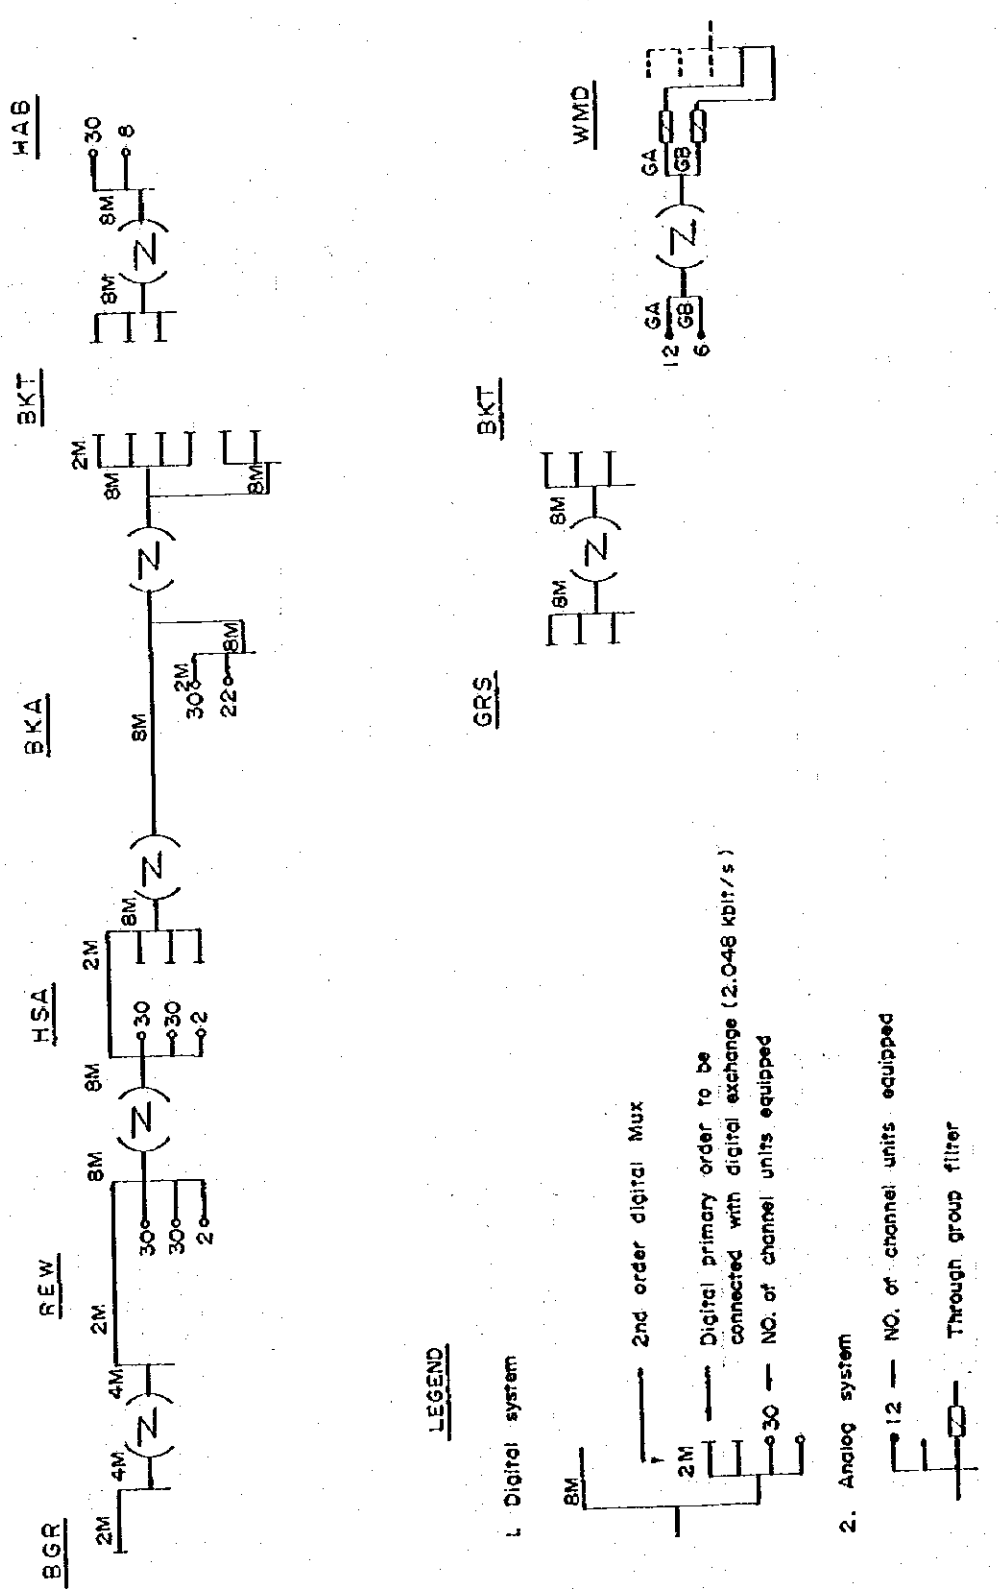 BGR
REW
HSA
BKA
BKT
HAB
2M
4M
4M
2M
8M
30
30
2
8M
30
30
2
2M
8M
8M
8M
2M
30
22
8M
2M
8M
8M
8M
30
8
GRS
BKT
WMD
8M
8M
12
6
GA
GB
GA
GB
LEGEND
1. Digital system
8M
2nd order digital Mux
2M
Digital primary order to be
connected with digital exchange (2.048 kbit/s)
30
NO. of channel units equipped
2. Analog system
12
NO. of channel units equipped
Through group filter